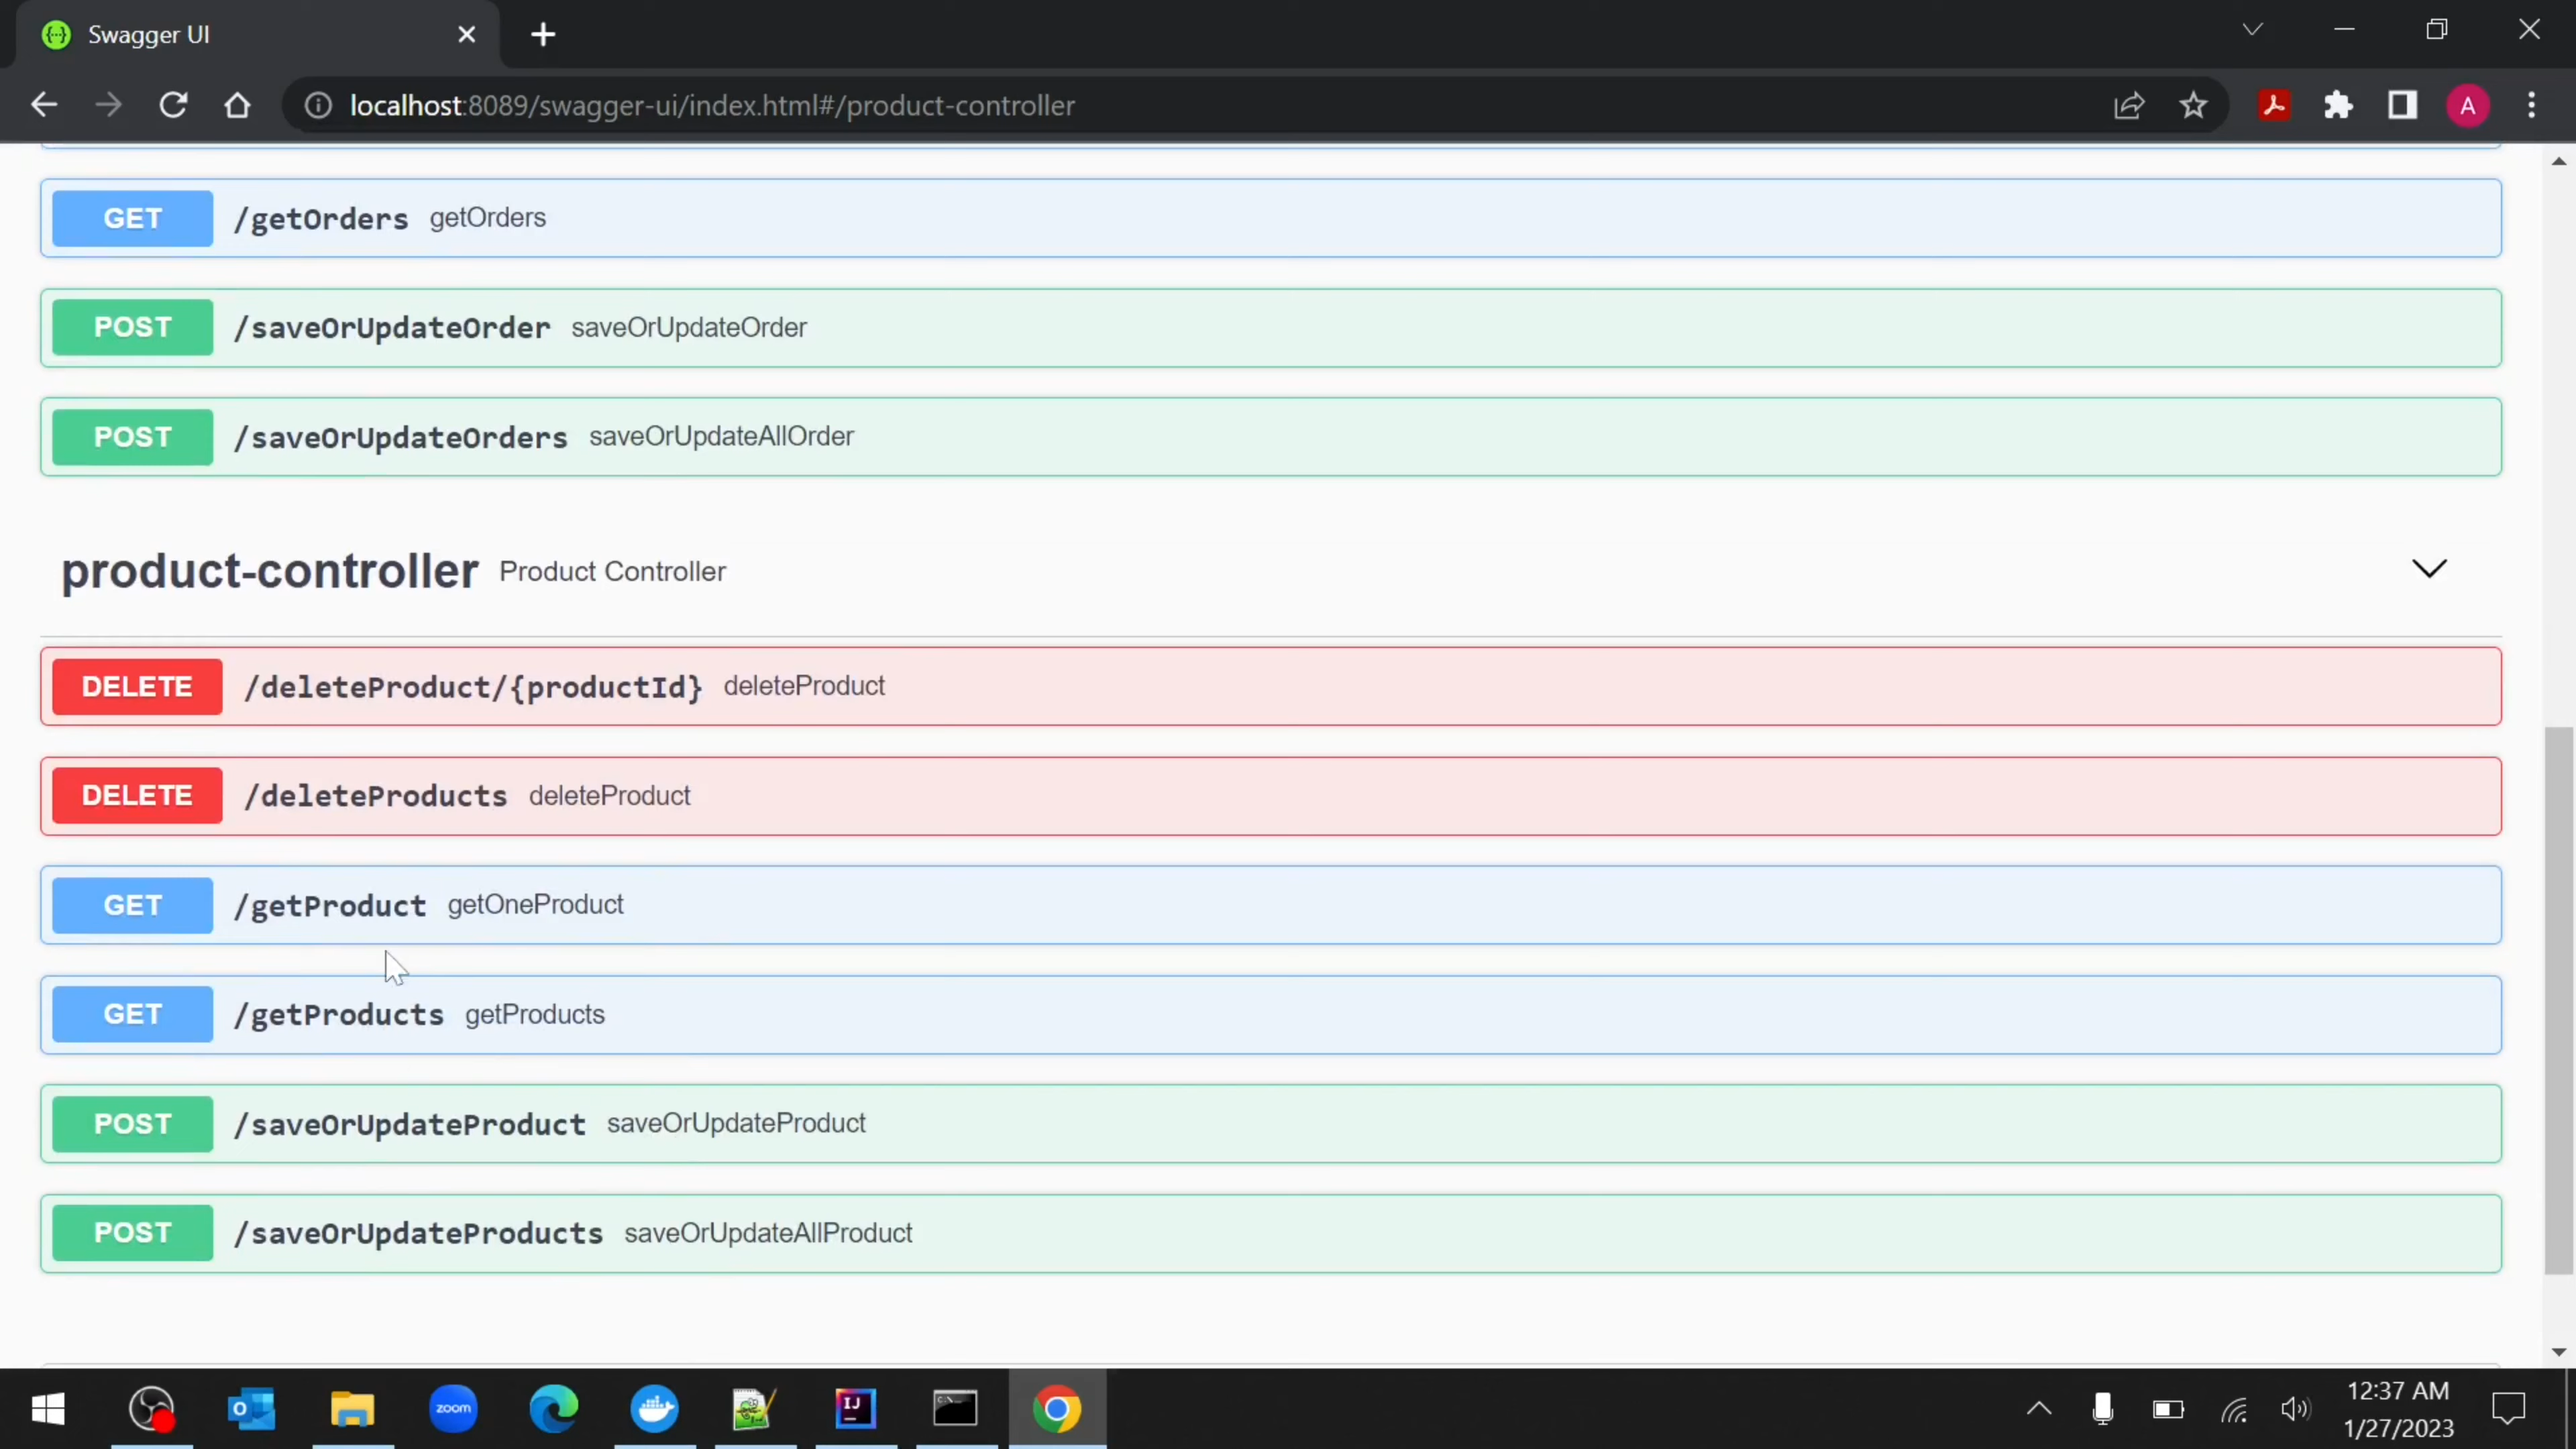 Swagger UI
localhost:8089/swagger-ui/index.html#/product-controller
A
GET /getOrders getOrders
POST /saveOrUpdateOrder saveOrUpdateOrder
POST /saveOrUpdateOrders saveOrUpdateAllOrder
product-controller Product Controller
DELETE /deleteProduct/{productId} deleteProduct
DELETE /deleteProducts deleteProduct
GET /getProduct getOneProduct
GET /getProducts getProducts
POST /saveOrUpdateProduct saveOrUpdateProduct
POST /saveOrUpdateProducts saveOrUpdateAllProduct
O zoom IJ 12:37 AM
1/27/2023